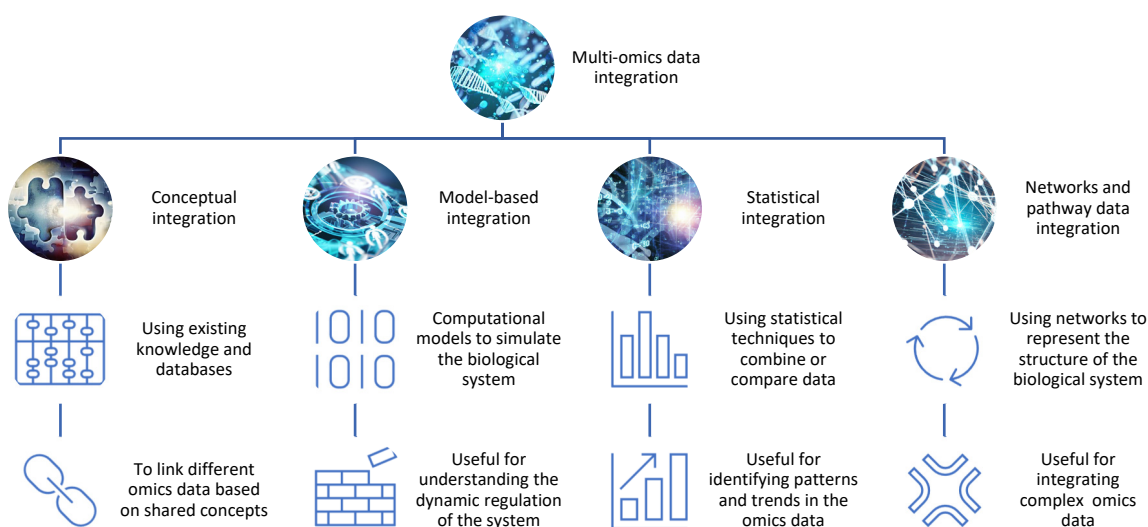 Multi-omics data
integration
Conceptual
integration
Model-based
integration
Statistical
integration
Networks and
pathway data
integration
Using existing
knowledge and
databases
Computational
models to simulate
the biological
system
Using statistical
techniques to
combine or
compare data
Using networks to
represent the
structure of the
biological system
To link different
omics data based
on shared concepts
Useful for
understanding the
dynamic regulation
of the system
Useful for
identifying patterns
and trends in the
omics data
Useful for
integrating
complex omics
data